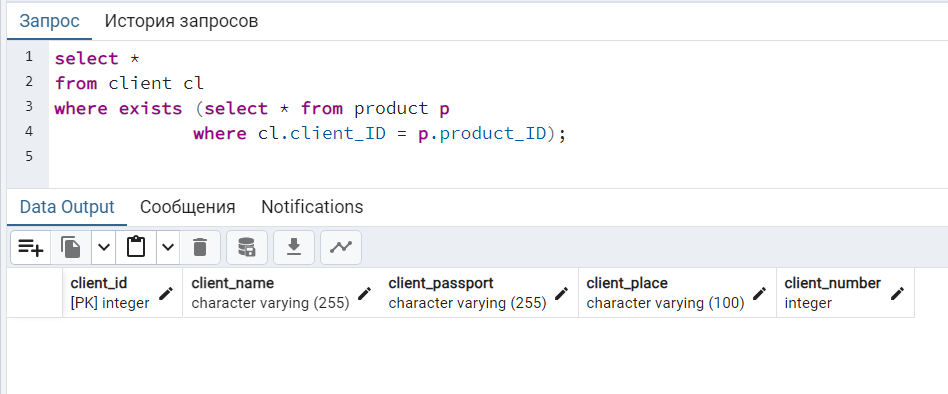 Запрос История запросов
1 select *
2 from client cl
3 where exists (select * from product p
4 where cl.client_ID = p.product_ID);
5
Data Output Сообщения Notifications
client_id client_name client_passport client_place client_number
[PK] integer character varying (255) character varying (255) character varying (100) integer